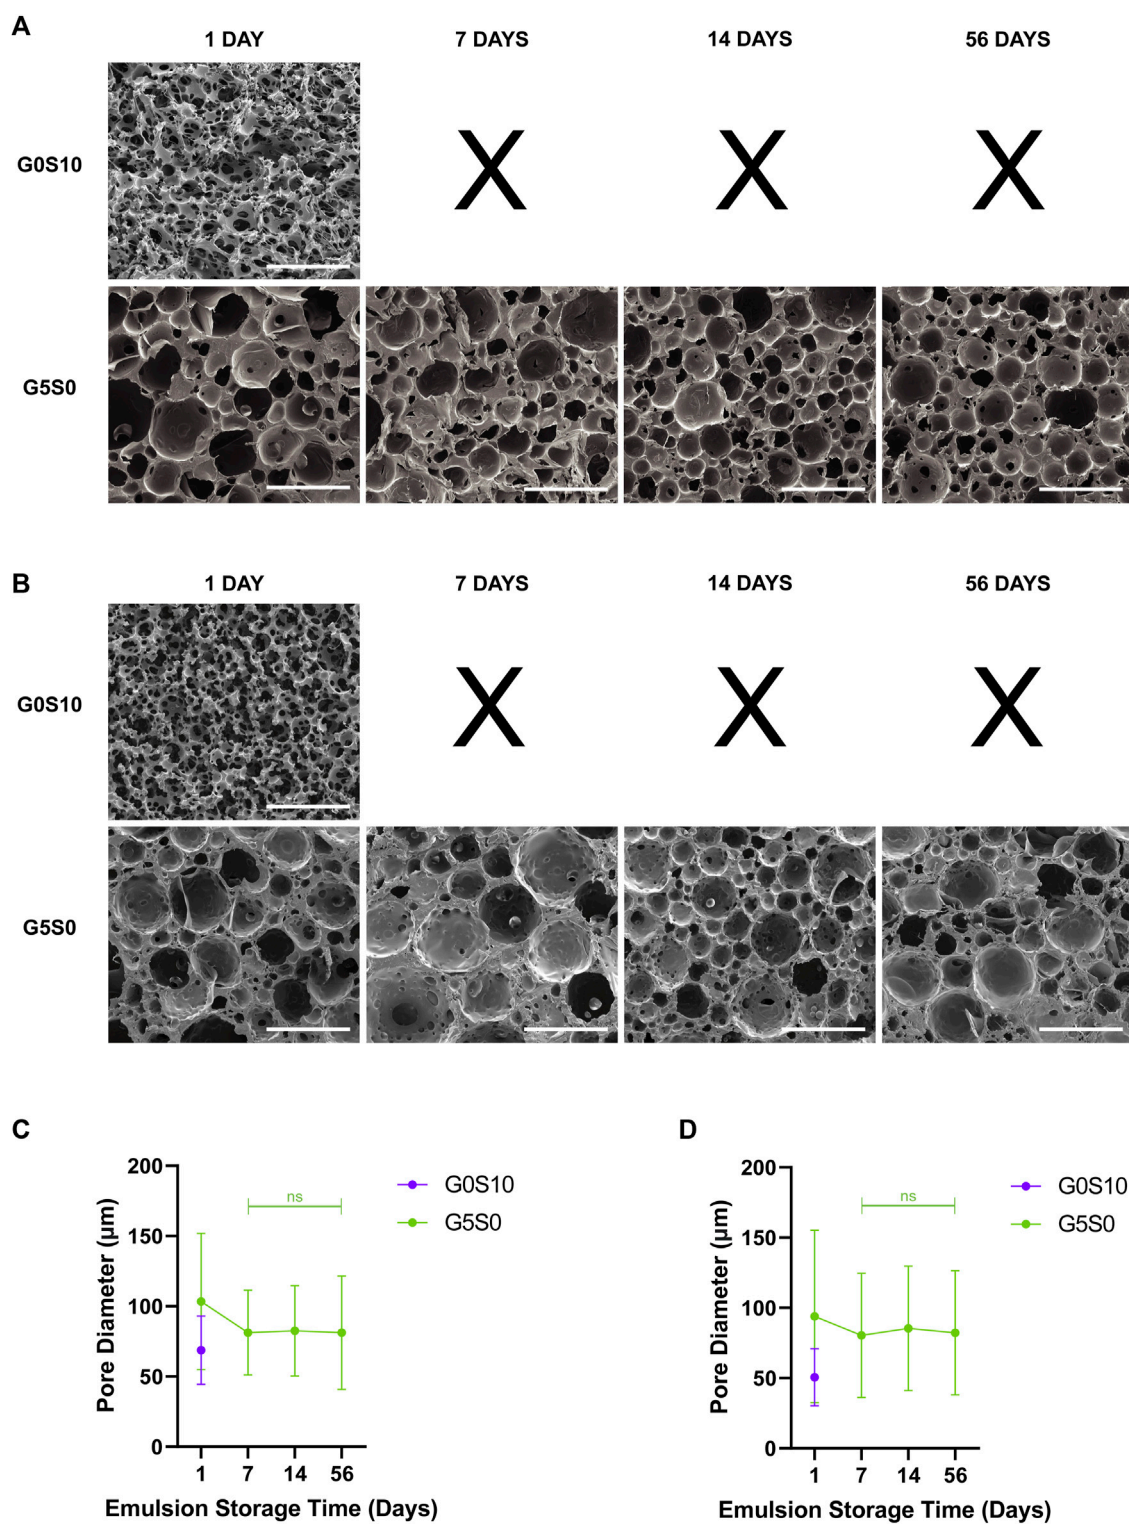 A
1 DAY 7 DAYS 14 DAYS 56 DAYS
G0S10 X X X
G5S0
B
1 DAY 7 DAYS 14 DAYS 56 DAYS
G0S10 X X X
G5S0
C
200
150
100
50
0
Pore Diameter (µm)
ns
1 7 14 56
Emulsion Storage Time (Days)
G0S10
G5S0
D
200
150
100
50
0
Pore Diameter (µm)
ns
1 7 14 56
Emulsion Storage Time (Days)
G0S10
G5S0